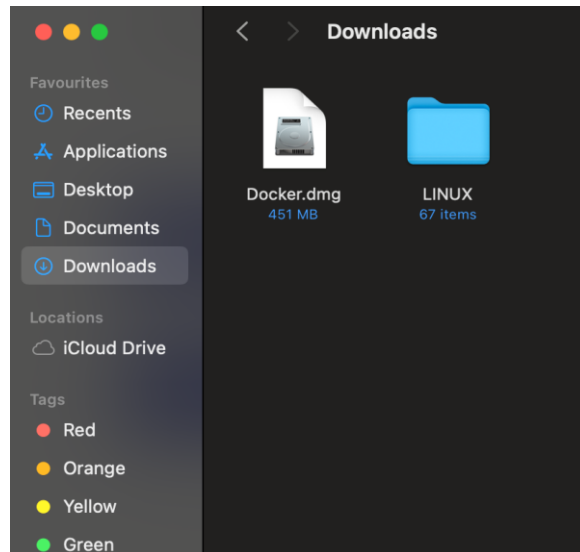 Downloads
Favourites
Recents
Applications
Desktop
Documents
Downloads
Locations
iCloud Drive
Tags
Red
Orange
Yellow
Green
Docker.dmg
451 MB
LINUX
67 items